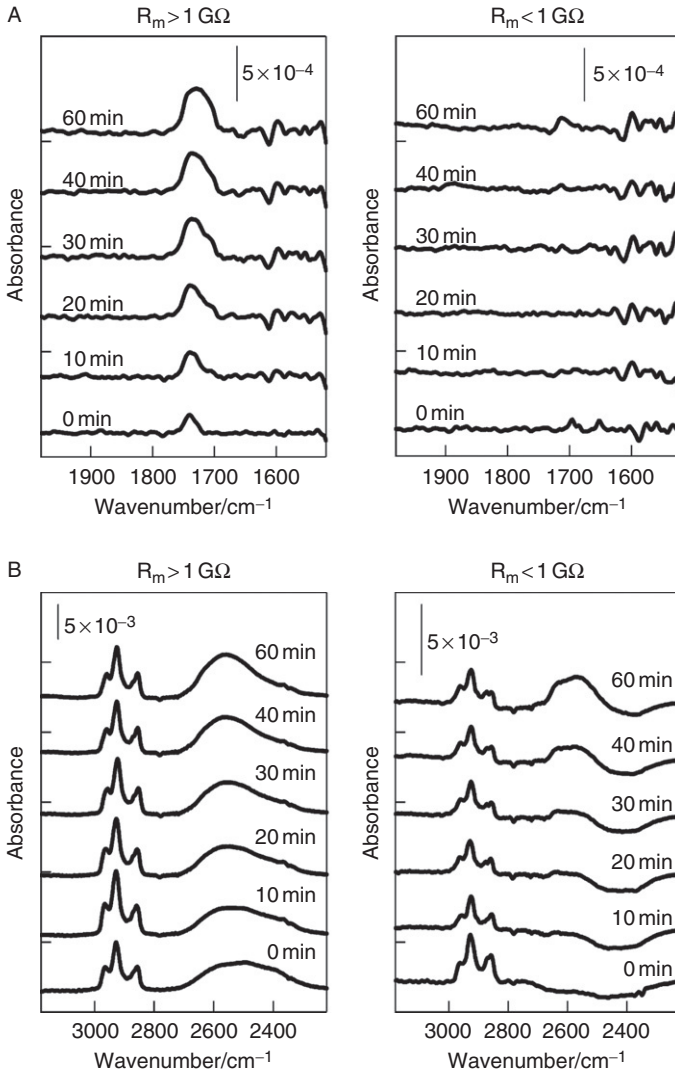 A
R_m > 1 GΩ
R_m < 1 GΩ
5×10⁻⁴
5×10⁻⁴
60 min
40 min
30 min
20 min
10 min
0 min
60 min
40 min
30 min
20 min
10 min
0 min
Absorbance
Absorbance
1900 1800 1700 1600
1900 1800 1700 1600
Wavenumber/cm⁻¹
Wavenumber/cm⁻¹
B
R_m > 1 GΩ
R_m < 1 GΩ
5×10⁻³
5×10⁻³
60 min
40 min
30 min
20 min
10 min
0 min
60 min
40 min
30 min
20 min
10 min
0 min
Absorbance
Absorbance
3000 2800 2600 2400
3000 2800 2600 2400
Wavenumber/cm⁻¹
Wavenumber/cm⁻¹